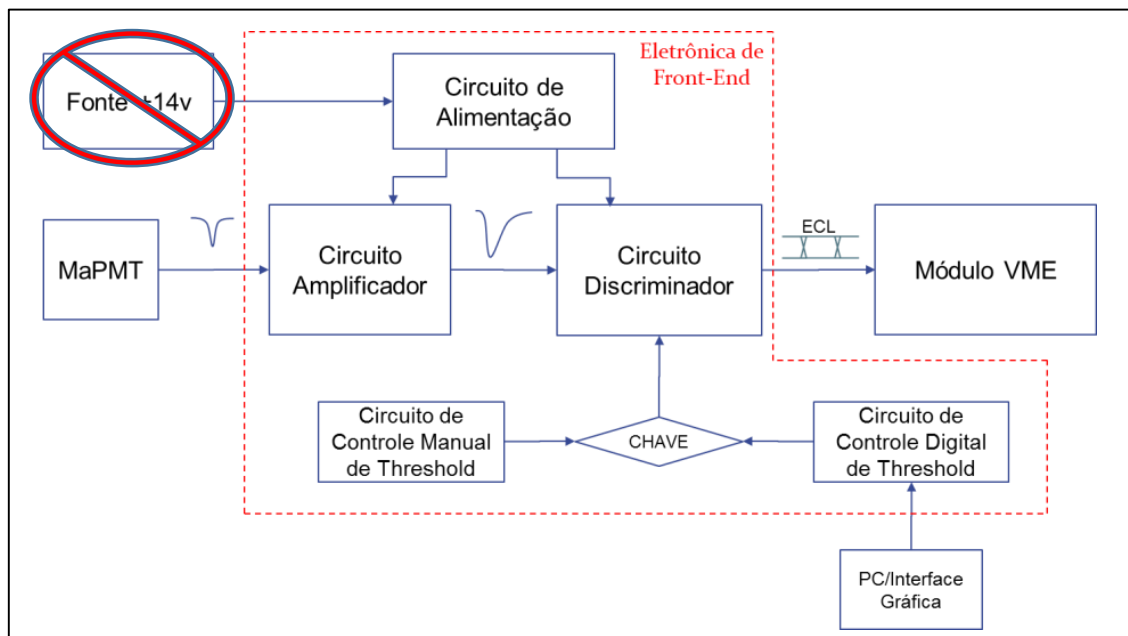 Eletrônica de
Front-End
Fonte +14v
Circuito de
Alimentação
MaPMT
Circuito
Amplificador
Circuito
Discriminador
ECL
Módulo VME
Circuito de
Controle Manual
de Threshold
CHAVE
Circuito de
Controle Digital
de Threshold
PC/Interface
Gráfica